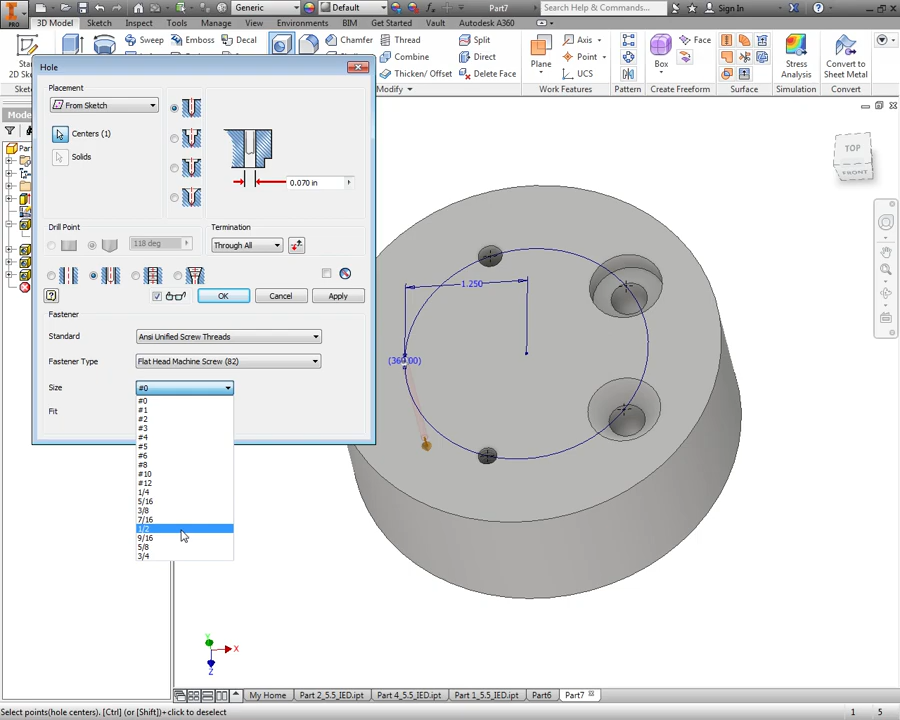 PRO
Generic
Default
Part7
Search Help & Commands...
Sign In
3D Model
Sketch
Inspect
Tools
Manage
View
Environments
BIM
Get Started
Vault
Autodesk A360
Sweep
Emboss
Decal
Chamfer
Thread
Split
Axis
Face
Combine
Direct
Point
2D Sk
Thicken/ Offset
Delete Face
Plane
UCS
Box
Stress
Analysis
Convert to
Sheet Metal
Modify
Work Features
Pattern
Create Freeform
Surface
Simulation
Convert
Hole
Placement
From Sketch
Centers (1)
Solids
0.070 in
Drill Point
118 deg
Termination
Through All
OK
Cancel
Apply
Fastener
Standard
Ansi Unified Screw Threads
Fastener Type
Flat Head Machine Screw (82)
Size
#0
Fit
#0
#1
#2
#3
#4
#5
#6
#8
#10
#12
1/4
5/16
3/8
7/16
1/2
9/16
5/8
3/4
1.250
(360.00)
TOP
FRONT
Y
X
Z
My Home
Part 2_5.5_IED.ipt
Part 4_5.5_IED.ipt
Part 1_5.5_IED.ipt
Part6
Part7
Select points(hole centers). [Ctrl] (or [Shift])+click to deselect
1
5